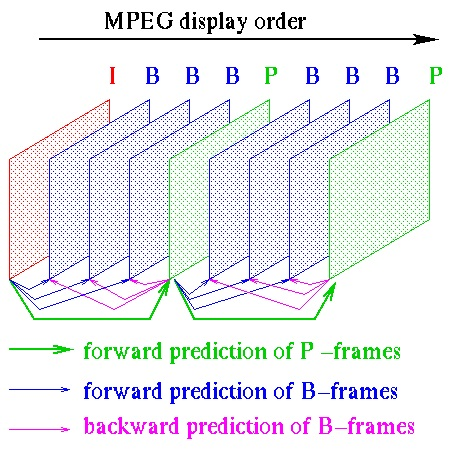 MPEG display order
I B B B P B B B P
forward prediction of P –frames
forward prediction of B–frames
backward prediction of B–frames